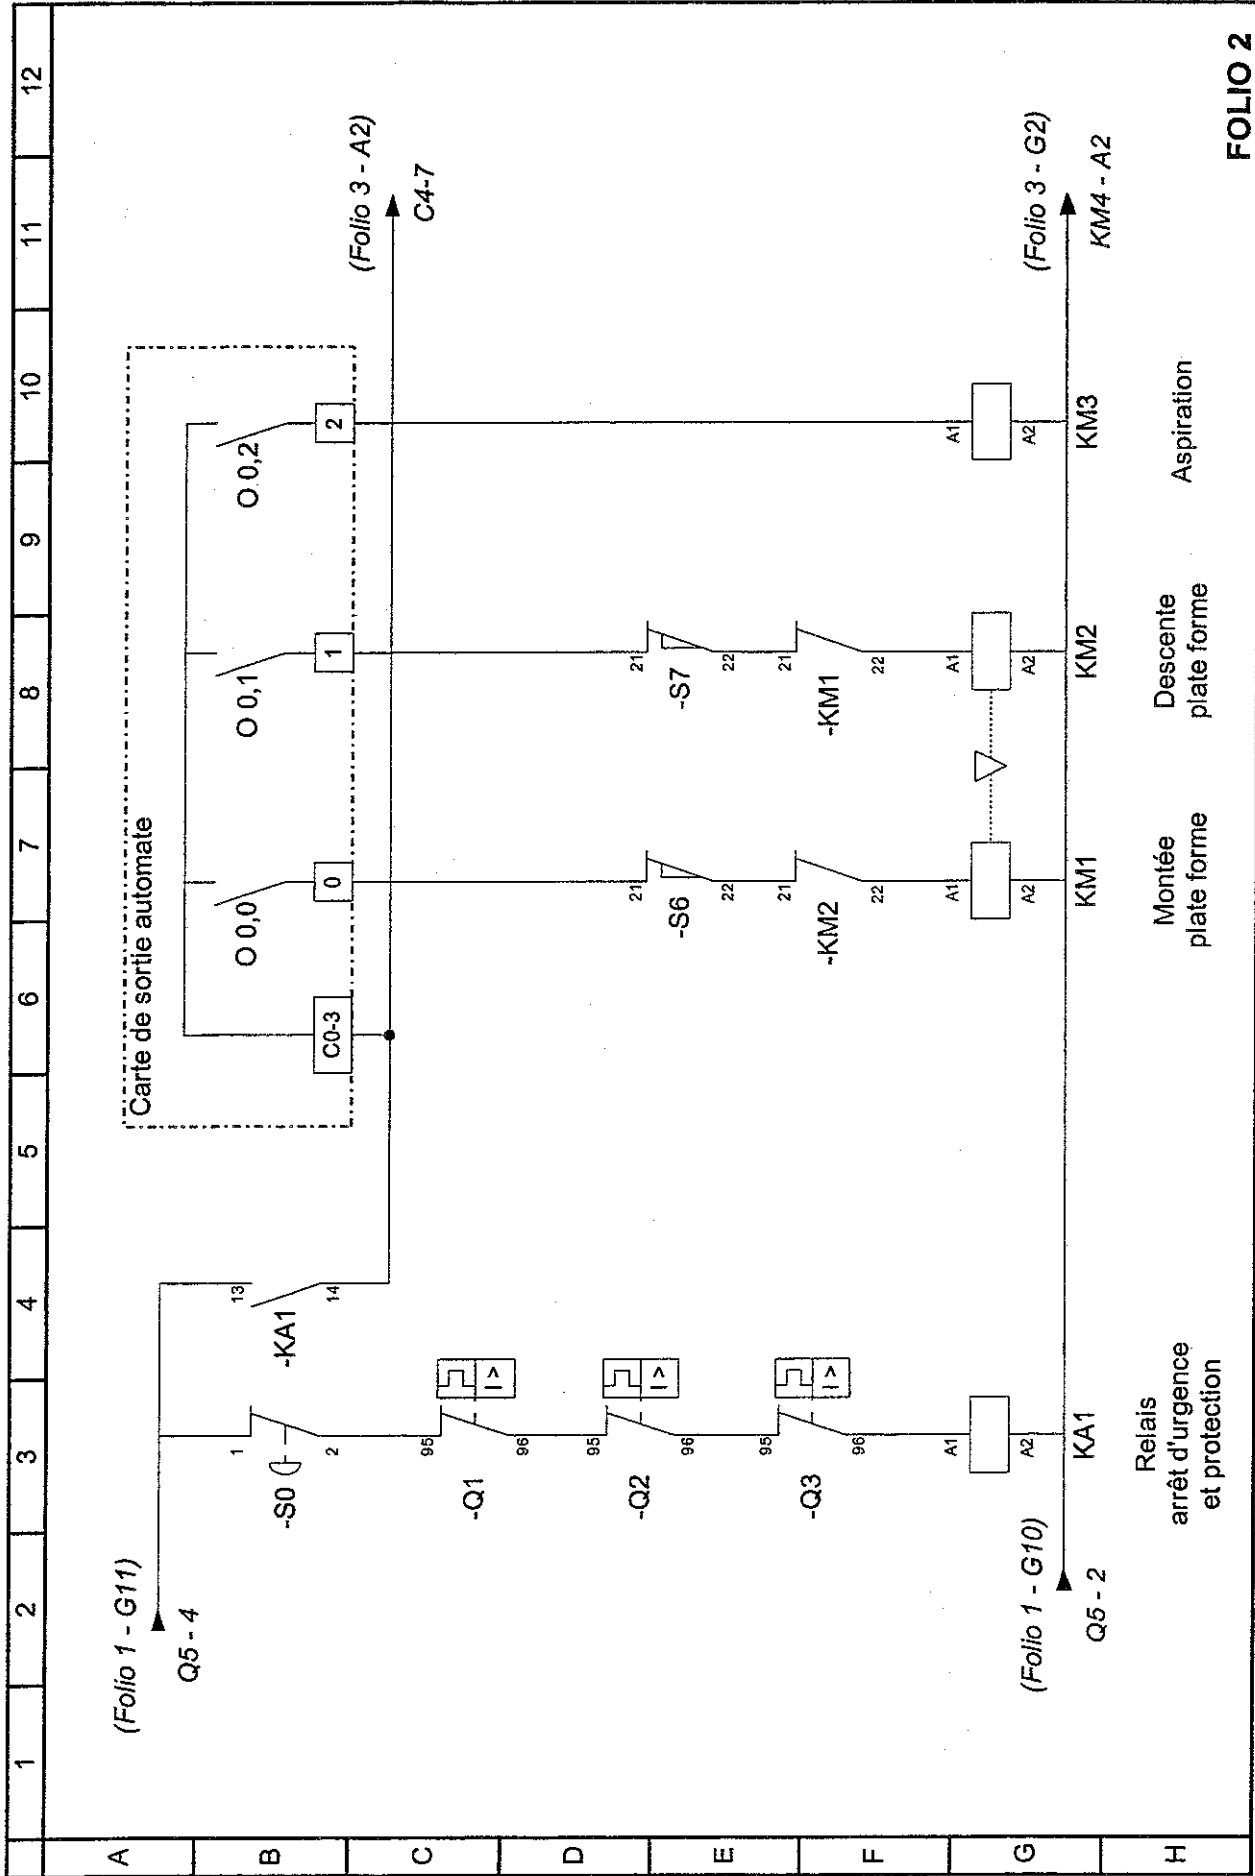 1 2 3 4 5 6 7 8 9 10 11 12
A
B
C
D
E
F
G
H
(Folio 1 - G11)
Q5 - 4
Carte de sortie automate
C0-3
O 0,0
0
O 0,1
1
O 0,2
2
(Folio 3 - A2)
C4-7
1
-S0
2
13
-KA1
14
95
-Q1
96
I>
95
-Q2
96
I>
95
-Q3
96
I>
21
-S6
22
21
-S7
22
21
-KM2
22
21
-KM1
22
A1
A2
KA1
A1
A2
KM1
A1
A2
KM2
A1
A2
KM3
(Folio 1 - G10)
Q5 - 2
(Folio 3 - G2)
KM4 - A2
Relais
arrêt d'urgence
et protection
Montée
plate forme
Descente
plate forme
Aspiration
FOLIO 2